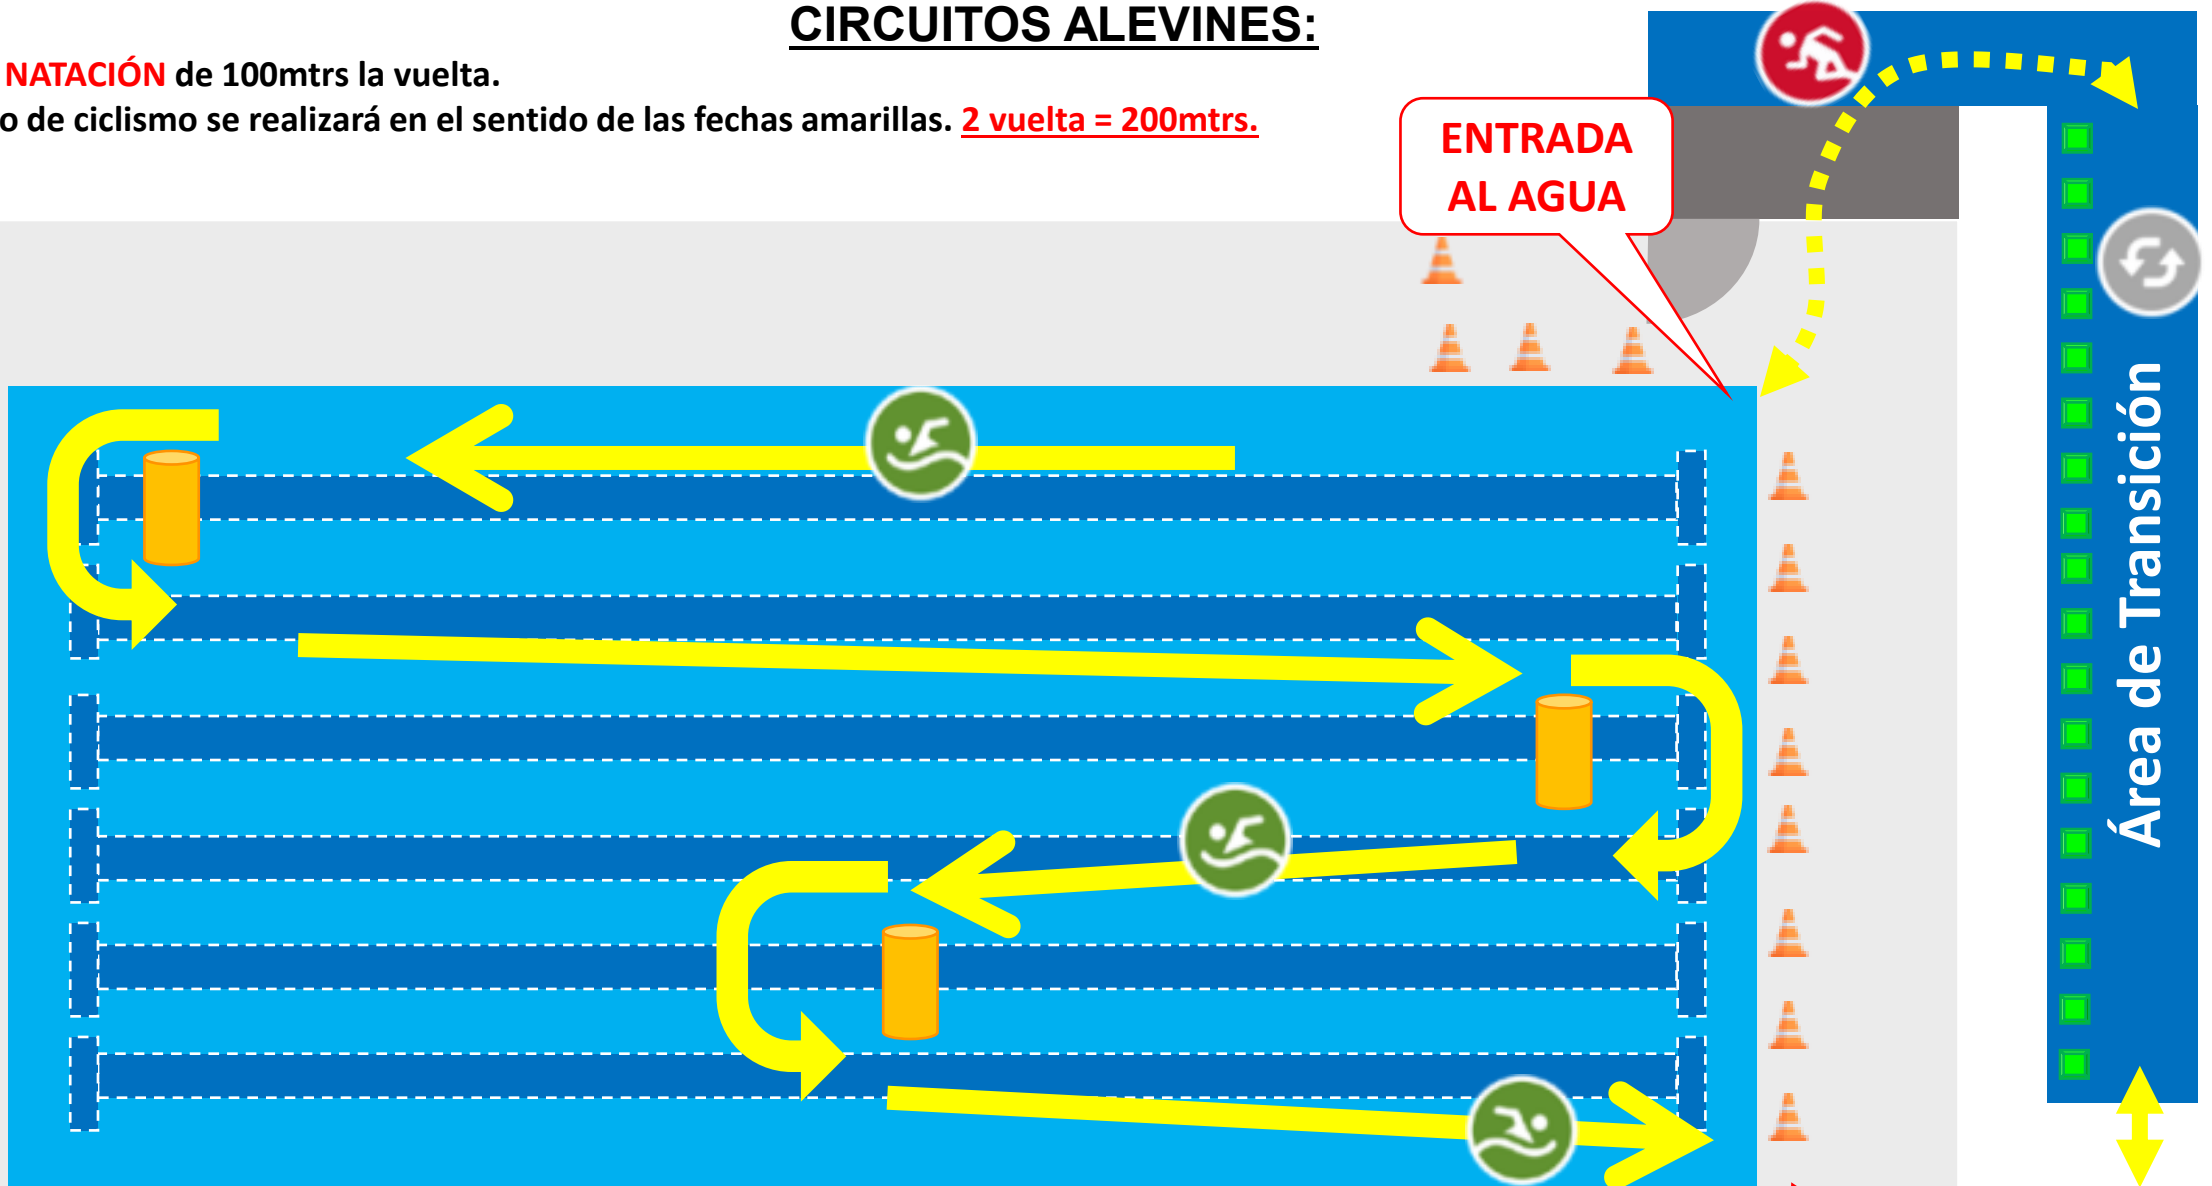 CIRCUITOS ALEVINES:
NATACIÓN de 100mtrs la vuelta.
o de ciclismo se realizará en el sentido de las fechas amarillas. 2 vuelta = 200mtrs.
ENTRADA
AL AGUA
Área de Transición